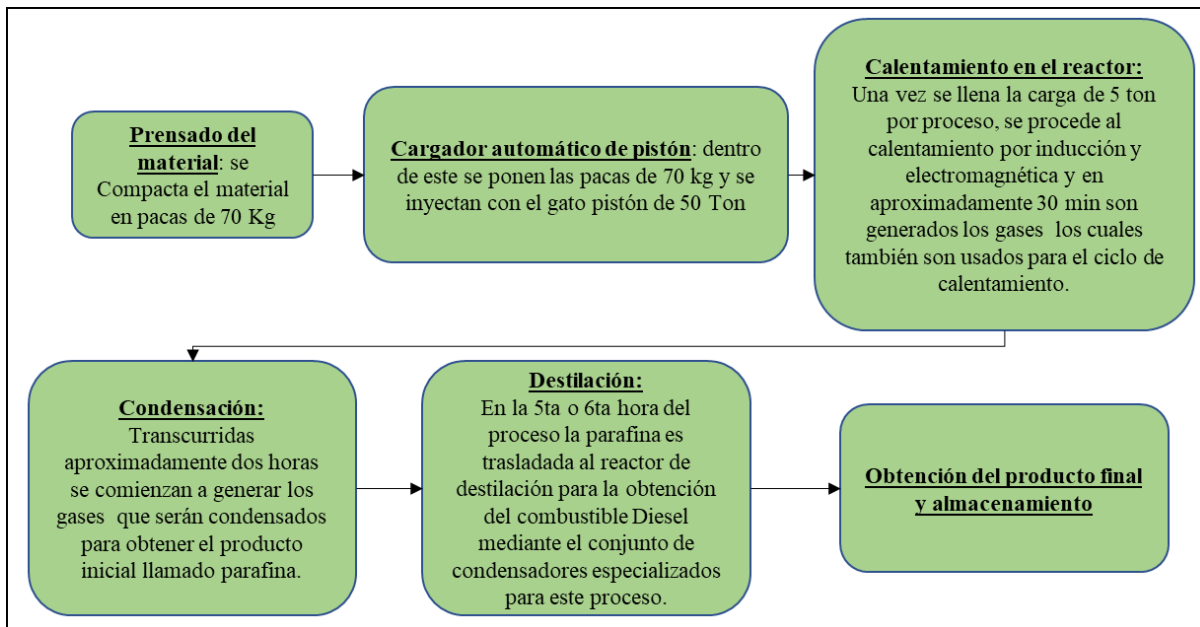 Prensado del
material: se
Compacta el material
en pacas de 70 Kg
Cargador automático de pistón: dentro
de este se ponen las pacas de 70 kg y se
inyectan con el gato pistón de 50 Ton
Calentamiento en el reactor:
Una vez se llena la carga de 5 ton
por proceso, se procede al
calentamiento por inducción y
electromagnética y en
aproximadamente 30 min son
generados los gases los cuales
también son usados para el ciclo de
calentamiento.
Condensación:
Transcurridas
aproximadamente dos horas
se comienzan a generar los
gases que serán condensados
para obtener el producto
inicial llamado parafina.
Destilación:
En la 5ta o 6ta hora del
proceso la parafina es
trasladada al reactor de
destilación para la obtención
del combustible Diesel
mediante el conjunto de
condensadores especializados
para este proceso.
Obtención del producto final
y almacenamiento